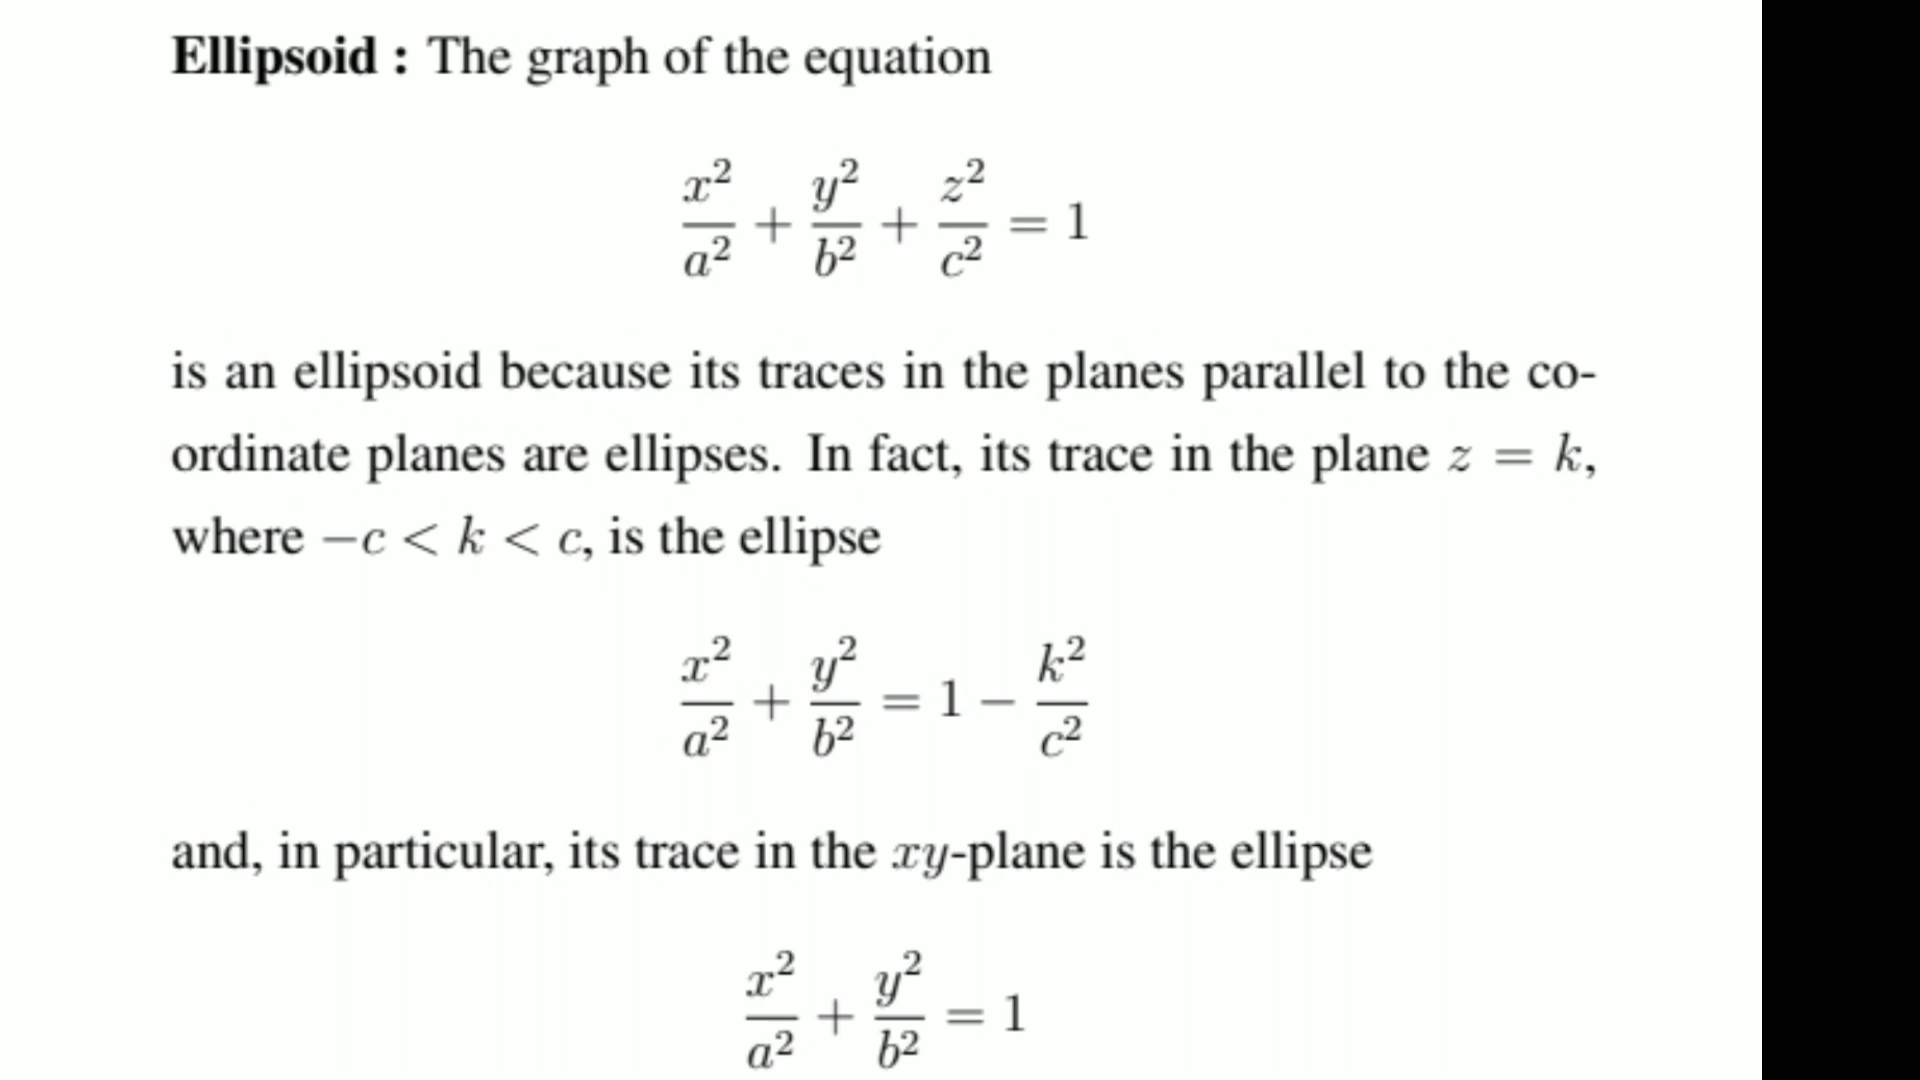 Ellipsoid : The graph of the equation
x²/a² + y²/b² + z²/c² = 1
is an ellipsoid because its traces in the planes parallel to the co-
ordinate planes are ellipses. In fact, its trace in the plane z = k,
where −c < k < c, is the ellipse
x²/a² + y²/b² = 1 − k²/c²
and, in particular, its trace in the xy-plane is the ellipse
x²/a² + y²/b² = 1